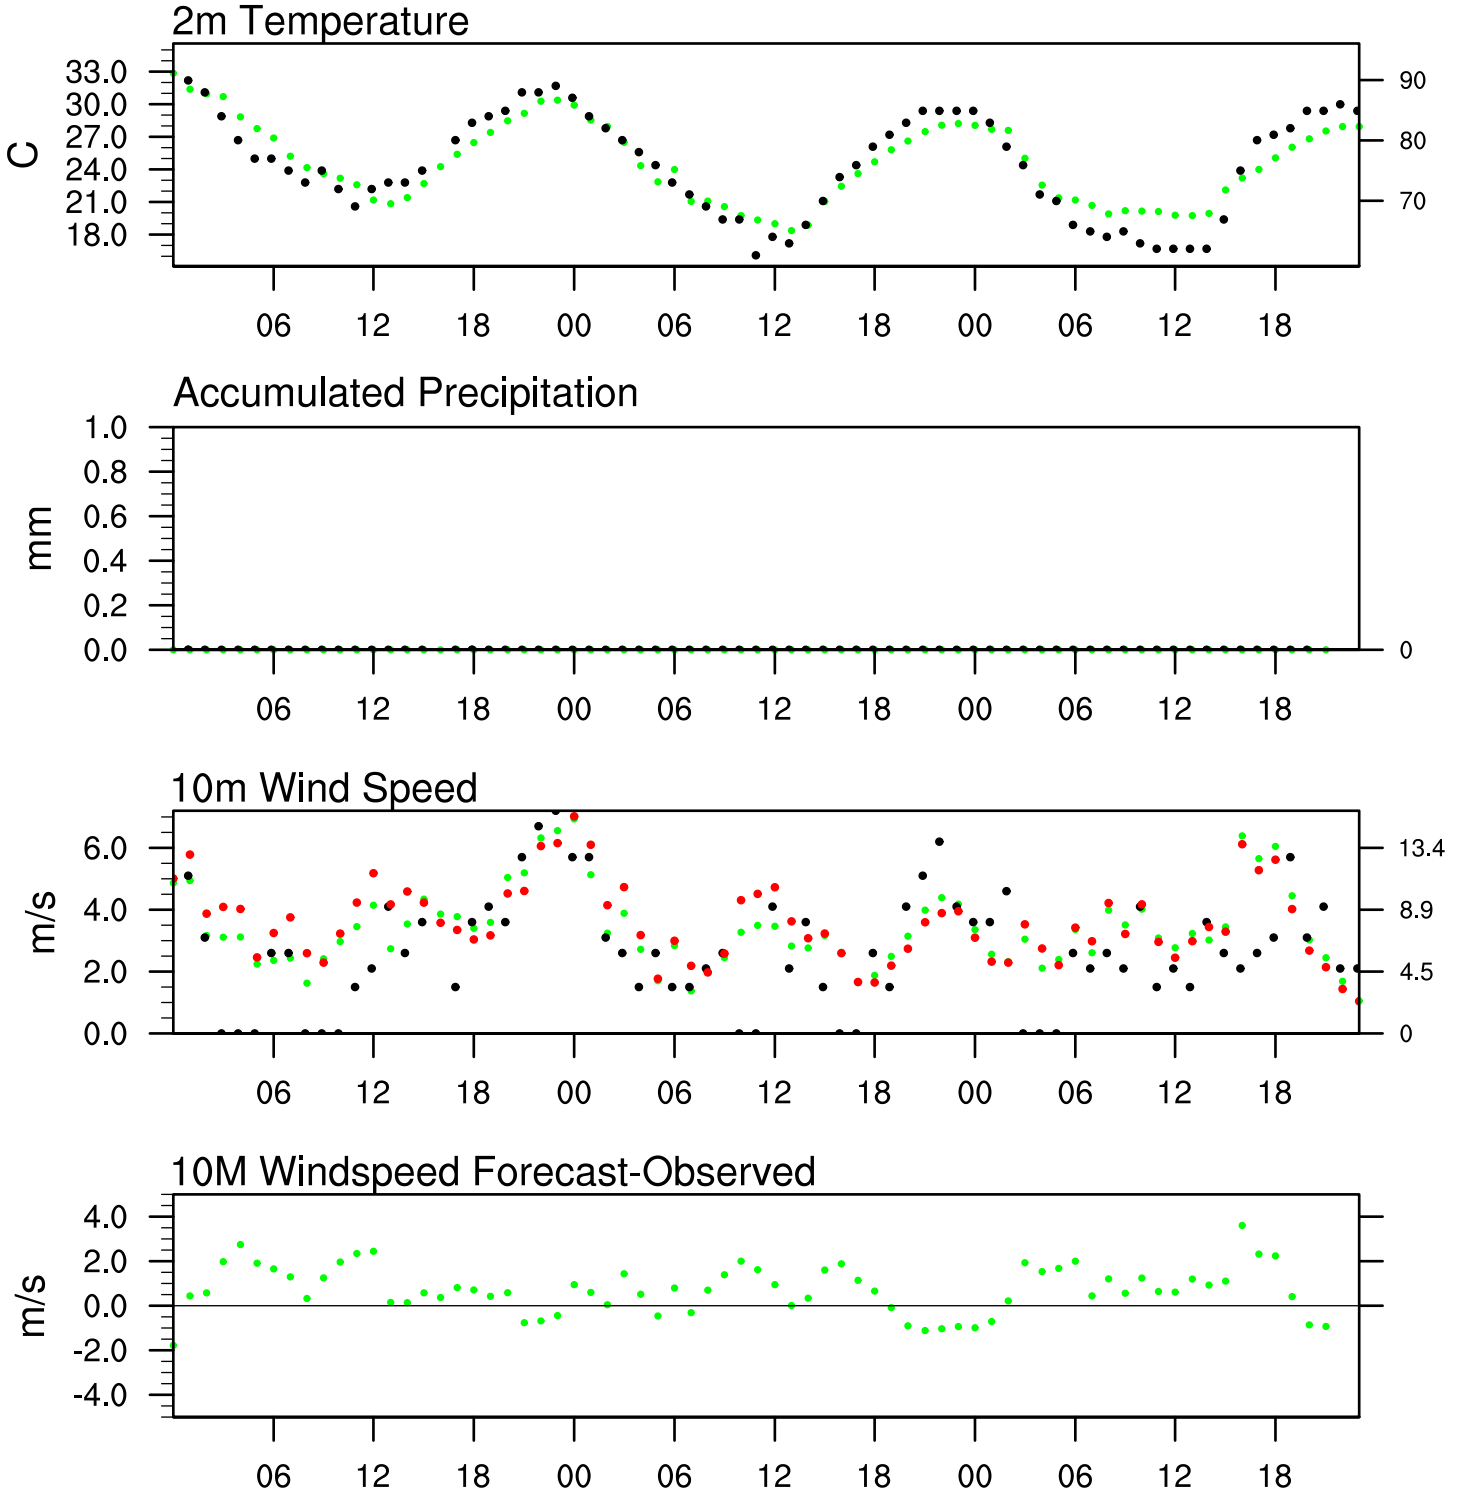 2m Temperature
33.0
30.0
27.0
24.0
21.0
18.0
C
90
80
70
06 12 18 00 06 12 18 00 06 12 18
Accumulated Precipitation
1.0
0.8
0.6
0.4
0.2
0.0
mm
0
06 12 18 00 06 12 18 00 06 12 18
10m Wind Speed
6.0
4.0
2.0
0.0
m/s
13.4
8.9
4.5
0
06 12 18 00 06 12 18 00 06 12 18
10M Windspeed Forecast-Observed
4.0
2.0
0.0
-2.0
-4.0
m/s
06 12 18 00 06 12 18 00 06 12 18